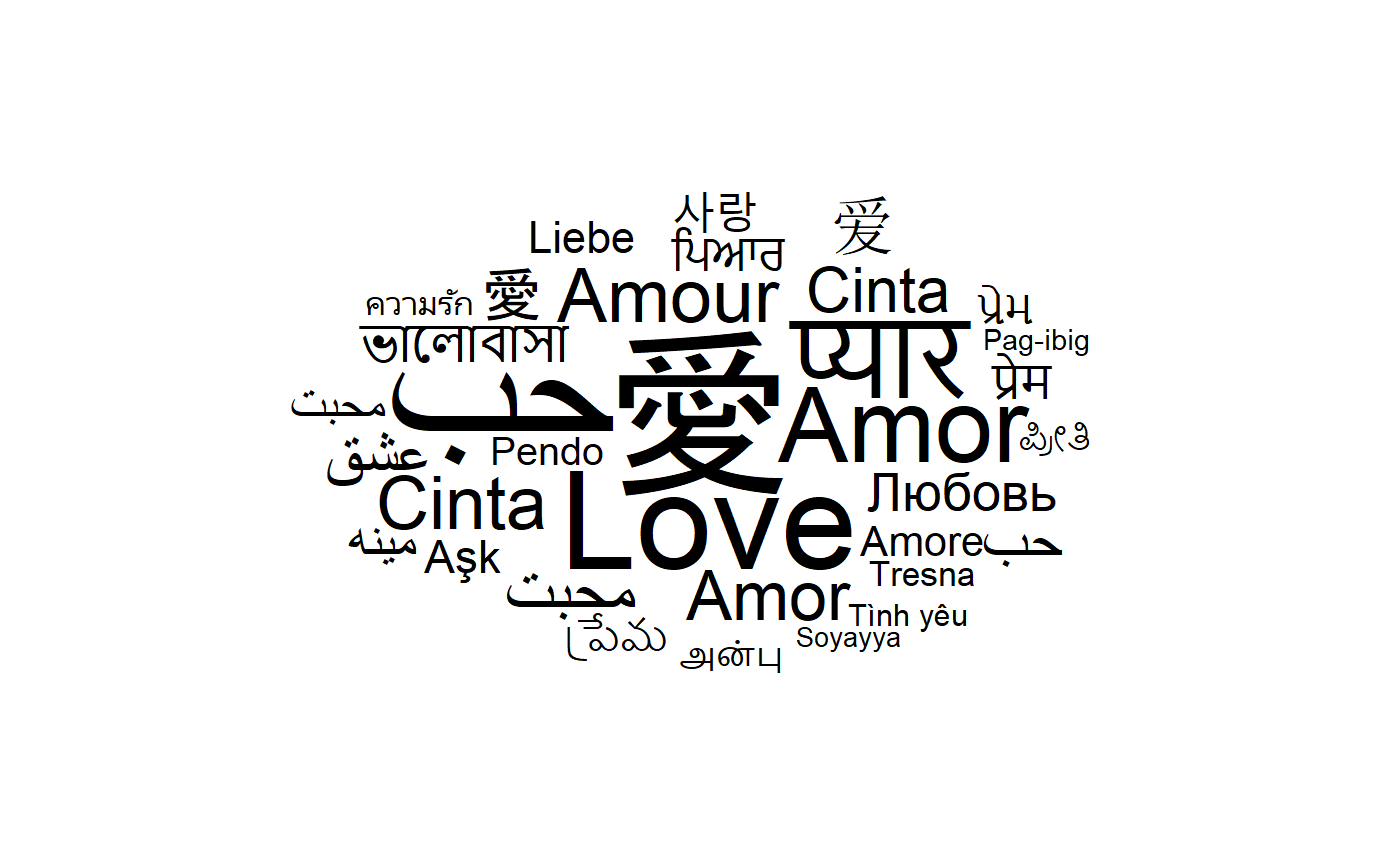 사랑
Liebe
爱
ਪਿਆਰ
Cinta
Amour
愛
ความรัก
પ્રેમ
प्यार
Pag-ibig
ভালোবাসা
愛
प्रेम
حب
محبت
Amor
ಪ್ರೀತಿ
عشق
Pendo
Любовь
Cinta
Love
Amore
حب
مينه
Aşk
Tresna
محبت
Amor
Tình yêu
ప్రేమ
Soyayya
அன்பு